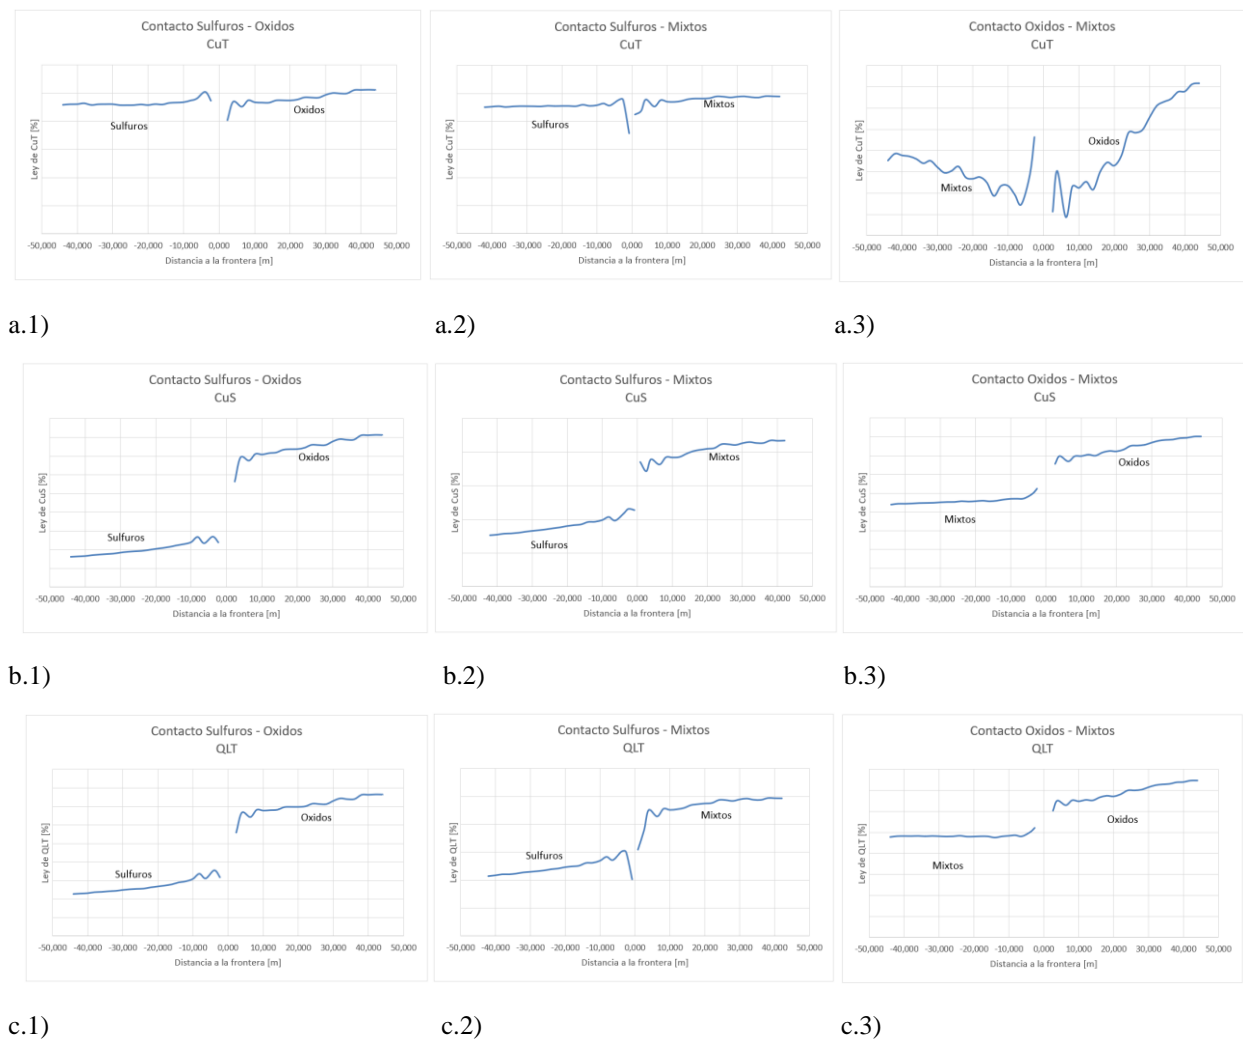 Contacto Sulfuros - Oxidos
CuT
Ley de CuT [%]
Sulfuros
Oxidos
-50,000 -40,000 -30,000 -20,000 -10,000 0,000 10,000 20,000 30,000 40,000 50,000
Distancia a la frontera [m]
Contacto Sulfuros - Mixtos
CuT
Ley de CuT [%]
Sulfuros
Mixtos
-50,000 -40,000 -30,000 -20,000 -10,000 0,000 10,000 20,000 30,000 40,000 50,000
Distancia a la frontera [m]
Contacto Oxidos - Mixtos
CuT
Ley de CuT [%]
Mixtos
Oxidos
-50,000 -40,000 -30,000 -20,000 -10,000 0,000 10,000 20,000 30,000 40,000 50,000
Distancia a la frontera [m]
a.1)
a.2)
a.3)
Contacto Sulfuros - Oxidos
CuS
Ley de CuS [%]
Sulfuros
Oxidos
-50,000 -40,000 -30,000 -20,000 -10,000 0,000 10,000 20,000 30,000 40,000 50,000
Distancia a la frontera [m]
Contacto Sulfuros - Mixtos
CuS
Ley de CuS [%]
Sulfuros
Mixtos
-50,000 -40,000 -30,000 -20,000 -10,000 0,000 10,000 20,000 30,000 40,000 50,000
Distancia a la frontera [m]
Contacto Oxidos - Mixtos
CuS
Ley de CuS [%]
Mixtos
Oxidos
-50,000 -40,000 -30,000 -20,000 -10,000 0,000 10,000 20,000 30,000 40,000 50,000
Distancia a la frontera [m]
b.1)
b.2)
b.3)
Contacto Sulfuros - Oxidos
QLT
Ley de QLT [%]
Sulfuros
Oxidos
-50,000 -40,000 -30,000 -20,000 -10,000 0,000 10,000 20,000 30,000 40,000 50,000
Distancia a la frontera [m]
Contacto Sulfuros - Mixtos
QLT
Ley de QLT [%]
Sulfuros
Mixtos
-50,000 -40,000 -30,000 -20,000 -10,000 0,000 10,000 20,000 30,000 40,000 50,000
Distancia a la frontera [m]
Contacto Oxidos - Mixtos
QLT
Ley de QLT [%]
Mixtos
Oxidos
-50,000 -40,000 -30,000 -20,000 -10,000 0,000 10,000 20,000 30,000 40,000 50,000
Distancia a la frontera [m]
c.1)
c.2)
c.3)